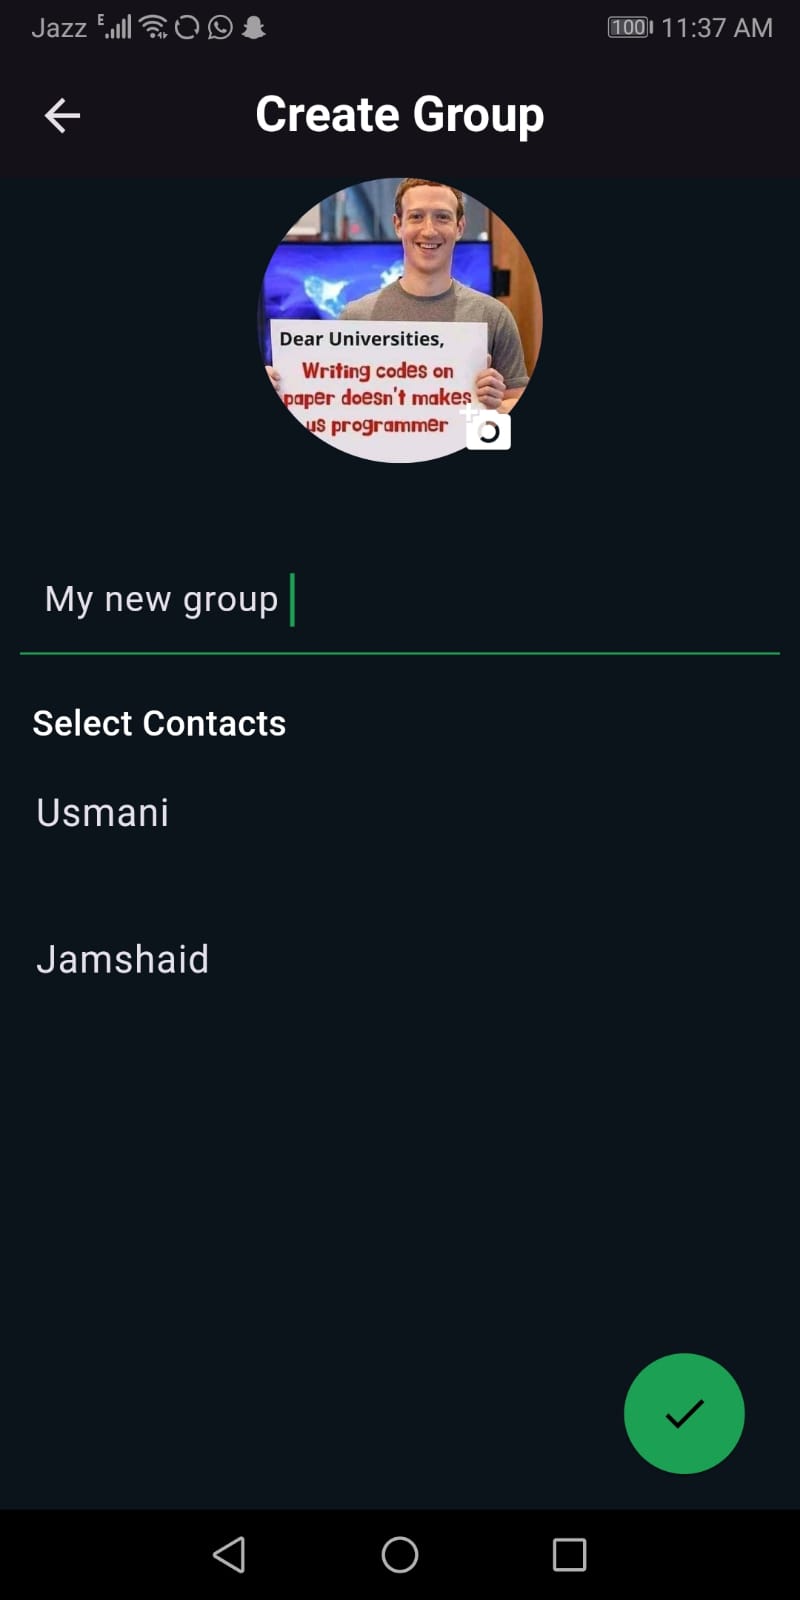 Jazz E 100 11:37 AM
Create Group
Dear Universities,
Writing codes on
paper doesn't makes
us programmer
My new group
Select Contacts
Usmani
Jamshaid